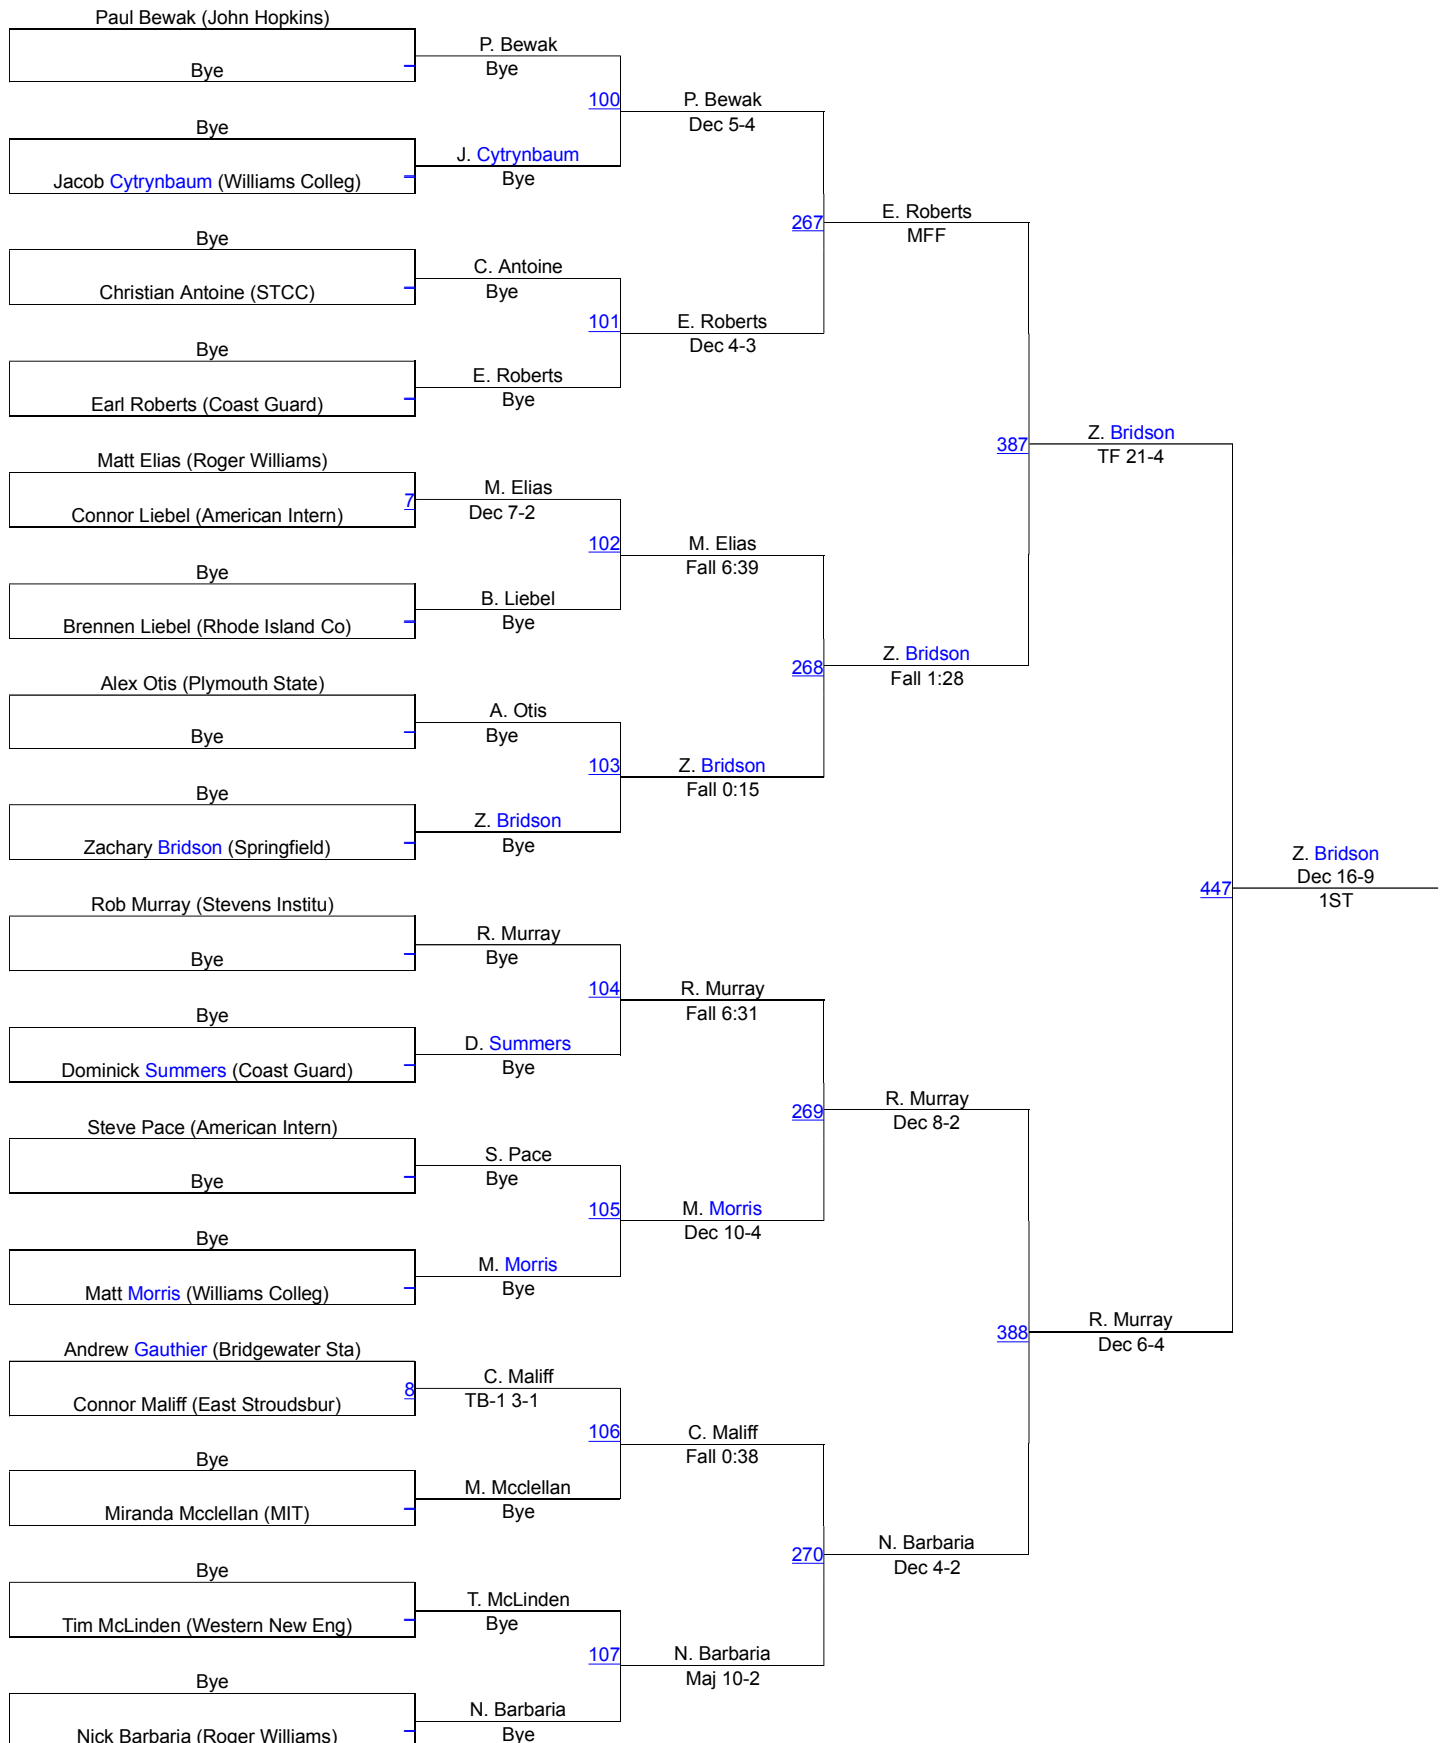 Paul Bewak (John Hopkins)
Bye
Bye
Jacob Cytrynbaum (Williams Colleg)
Bye
Christian Antoine (STCC)
Bye
Earl Roberts (Coast Guard)
Matt Elias (Roger Williams)
7
Connor Liebel (American Intern)
Bye
Brennen Liebel (Rhode Island Co)
Alex Otis (Plymouth State)
Bye
Bye
Zachary Bridson (Springfield)
Rob Murray (Stevens Institu)
Bye
Bye
Dominick Summers (Coast Guard)
Steve Pace (American Intern)
Bye
Bye
Matt Morris (Williams Colleg)
Andrew Gauthier (Bridgewater Sta)
8
Connor Maliff (East Stroudsbur)
Bye
Miranda Mcclellan (MIT)
Bye
Tim McLinden (Western New Eng)
Bye
Nick Barbaria (Roger Williams)
P. Bewak
Bye
100
J. Cytrynbaum
Bye
C. Antoine
Bye
101
E. Roberts
Bye
M. Elias
Dec 7-2
102
B. Liebel
Bye
A. Otis
Bye
103
Z. Bridson
Bye
R. Murray
Bye
104
D. Summers
Bye
S. Pace
Bye
105
M. Morris
Bye
C. Maliff
TB-1 3-1
106
M. Mcclellan
Bye
T. McLinden
Bye
107
N. Barbaria
Bye
P. Bewak
Dec 5-4
267
E. Roberts
Dec 4-3
M. Elias
Fall 6:39
268
Z. Bridson
Fall 0:15
R. Murray
Fall 6:31
269
M. Morris
Dec 10-4
C. Maliff
Fall 0:38
270
N. Barbaria
Maj 10-2
E. Roberts
MFF
387
Z. Bridson
Fall 1:28
R. Murray
Dec 8-2
388
N. Barbaria
Dec 4-2
Z. Bridson
TF 21-4
447
R. Murray
Dec 6-4
Z. Bridson
Dec 16-9
1ST